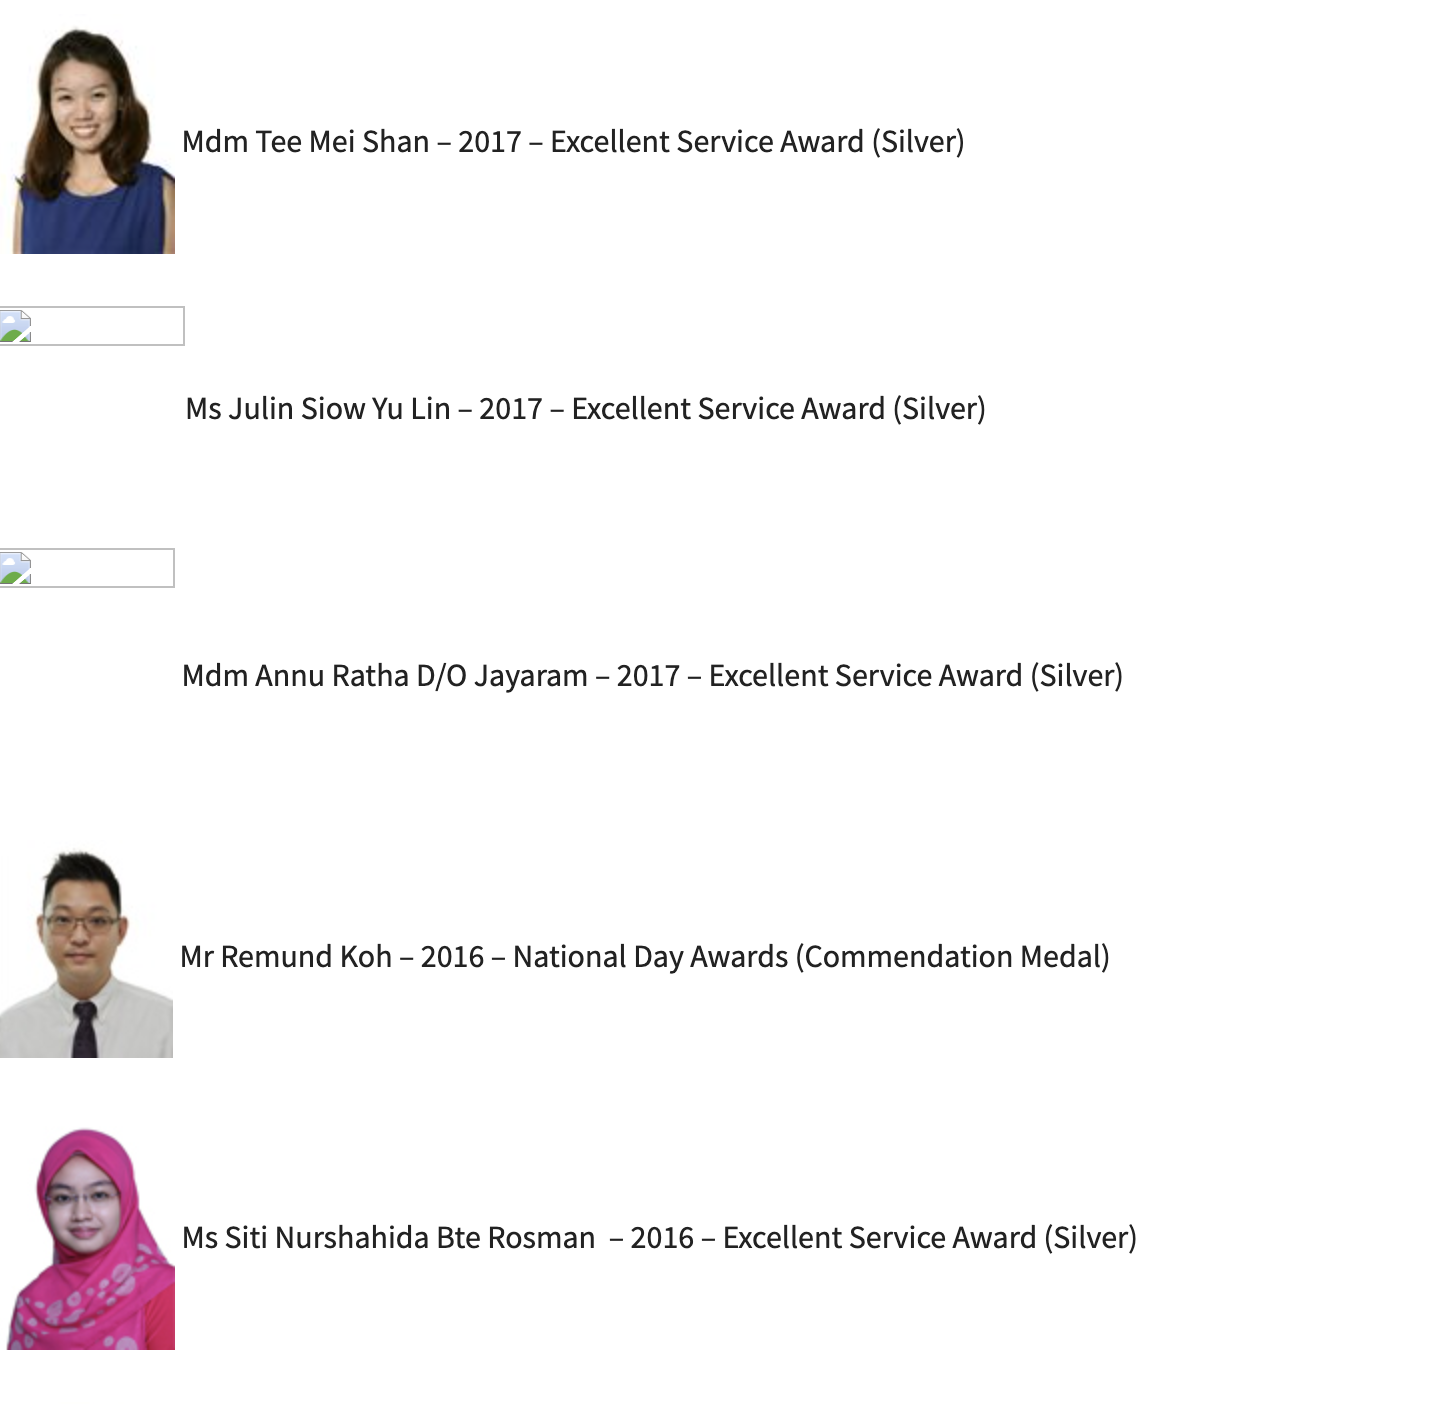 Mdm Tee Mei Shan – 2017 – Excellent Service Award (Silver)
Ms Julin Siow Yu Lin – 2017 – Excellent Service Award (Silver)
Mdm Annu Ratha D/O Jayaram – 2017 – Excellent Service Award (Silver)
Mr Remund Koh – 2016 – National Day Awards (Commendation Medal)
Ms Siti Nurshahida Bte Rosman  – 2016 – Excellent Service Award (Silver)